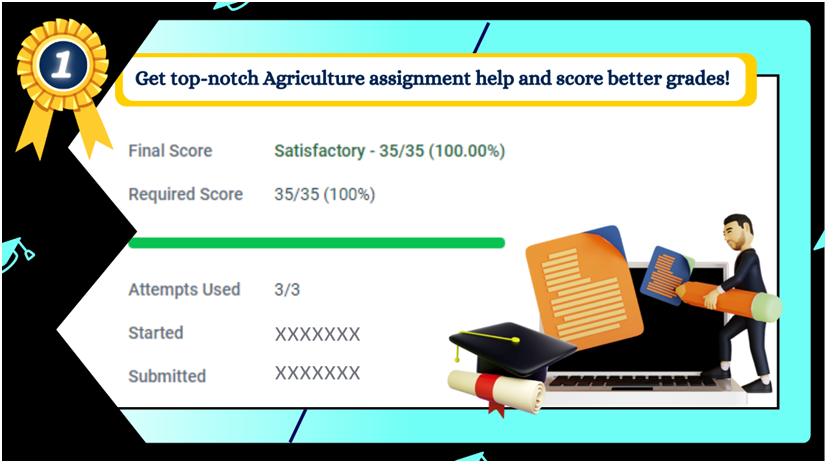 1
Get top-notch Agriculture assignment help and score better grades!
Final Score Satisfactory - 35/35 (100.00%)
Required Score 35/35 (100%)
Attempts Used 3/3
Started XXXXXXX
Submitted XXXXXXX